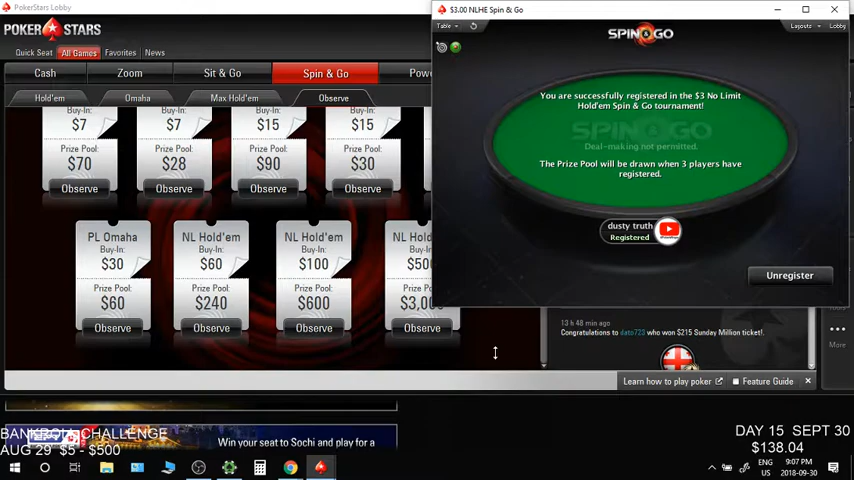 PokerStars Lobby
POKERSTARS
Quick Seat All Games Favorites News
Cash Zoom Sit & Go Spin & Go
Hold'em Omaha Max Hold'em Observe
Buy-In: Buy-In: Buy-In: Buy-In:
$7 $7 $15 $15
Prize Pool: Prize Pool: Prize Pool: Prize Pool:
$70 $28 $90 $30
Observe Observe Observe Observe
PL Omaha NL Hold'em NL Hold'em NL Hold'
Buy-In: Buy-In: Buy-In: Buy-In:
$30 $60 $100 $500
Prize Pool: Prize Pool: Prize Pool: Prize Pool:
$60 $240 $600 $3,000
Observe Observe Observe Observe
$3.00 NLHE Spin & Go
Table Layouts Lobby
SPIN&GO
You are successfully registered in the $3 No Limit
Hold'em Spin & Go tournament!
SPIN & GO
Deal-making not permitted.
The Prize Pool will be drawn when 3 players have
registered.
dusty truth
Registered
Unregister
13 h 48 min ago
Congratulations to dato723 who won $215 Sunday Million ticket!.
Tools
More
Learn how to play poker Feature Guide
BANKROLL CHALLENGE
AUG 29 $5 - $500
Win your seat to Sochi and play for a
DAY 15 SEPT 30
$138.04
ENG
US
9:07 PM
2018-09-30